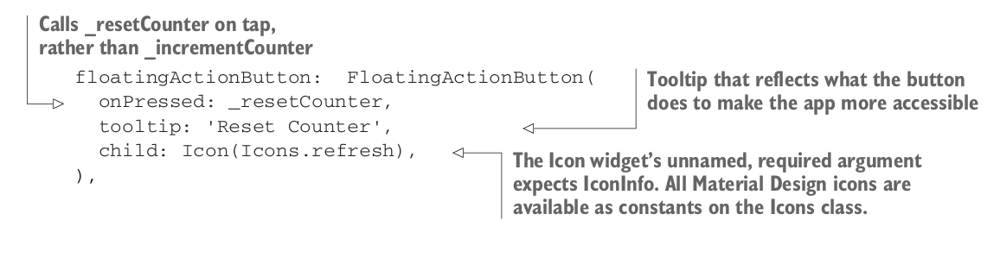 Calls _resetCounter on tap,
rather than _incrementCounter
floatingActionButton: FloatingActionButton(
onPressed: _resetCounter,
tooltip: 'Reset Counter',
child: Icon(Icons.refresh),
),
Tooltip that reflects what the button
does to make the app more accessible
The Icon widget's unnamed, required argument
expects IconInfo. All Material Design icons are
available as constants on the Icons class.